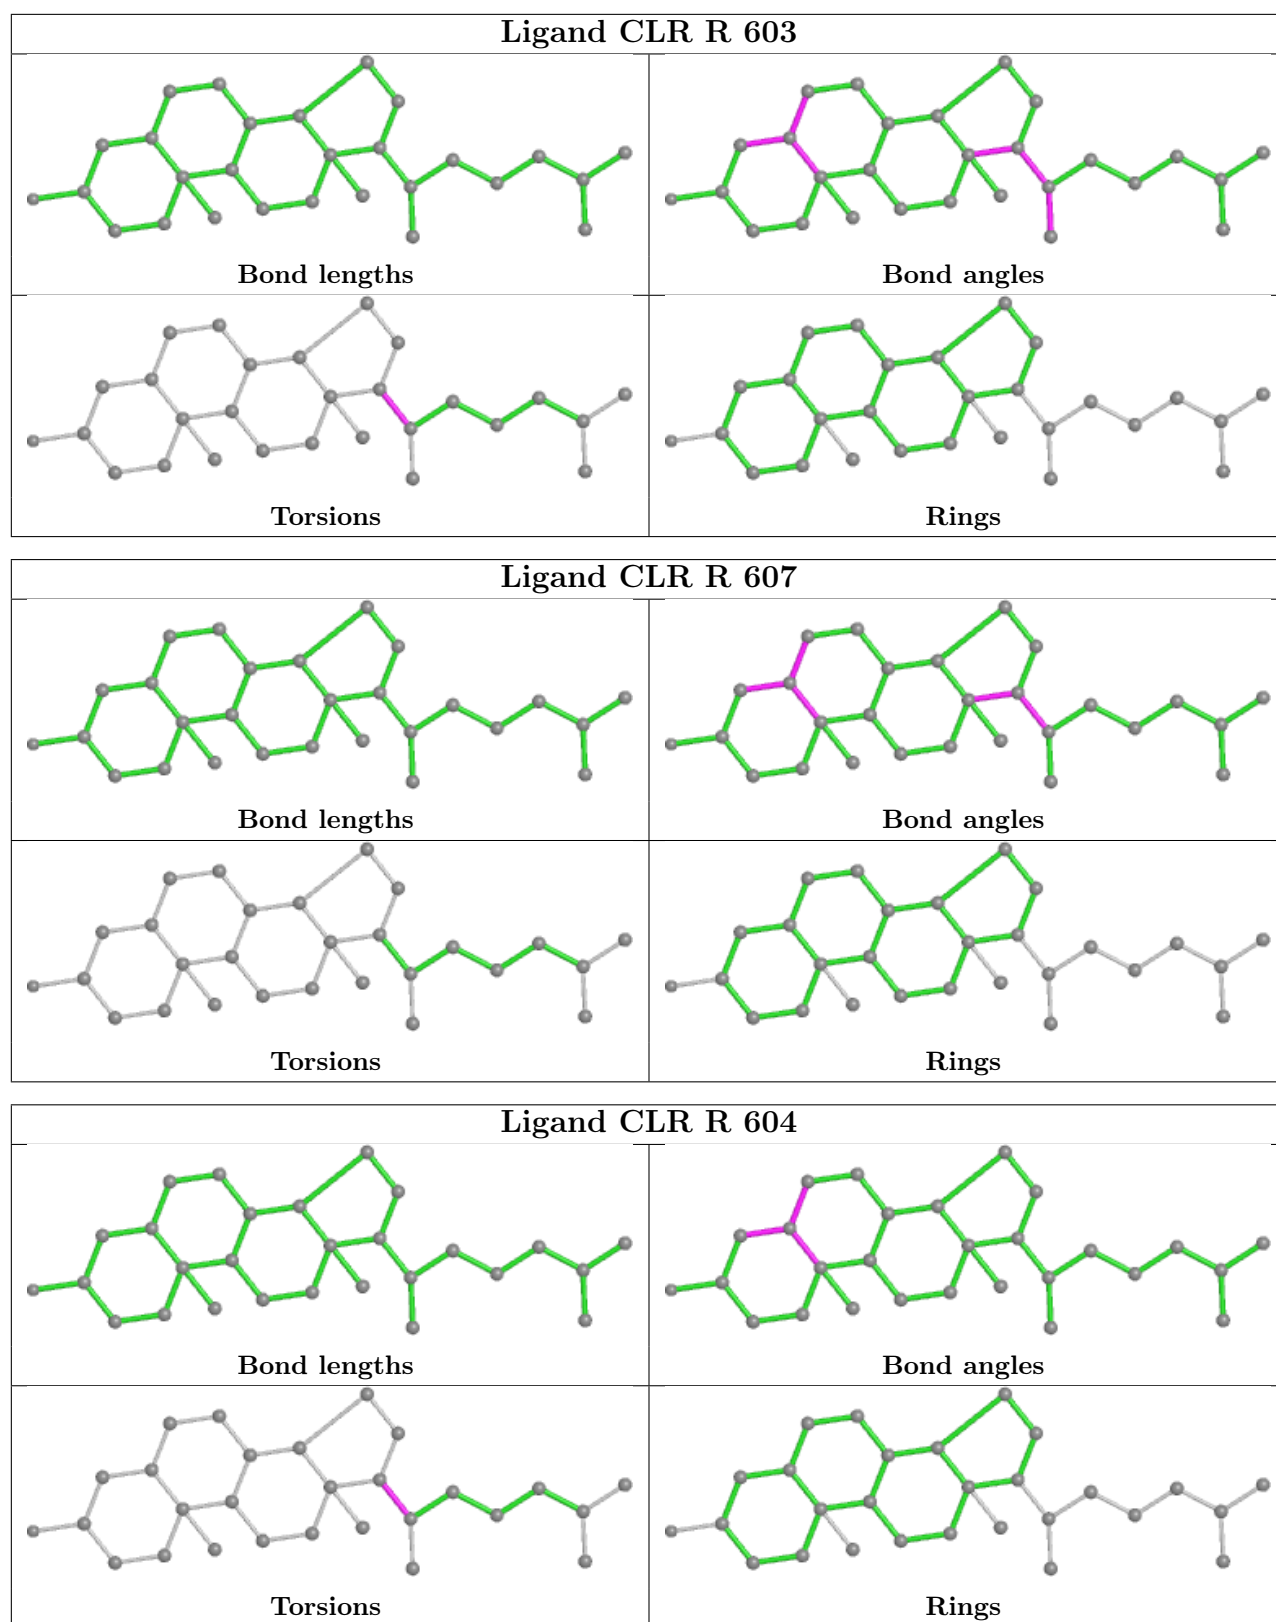 Ligand CLR R 603
Bond lengths
Bond angles
Torsions
Rings
Ligand CLR R 607
Bond lengths
Bond angles
Torsions
Rings
Ligand CLR R 604
Bond lengths
Bond angles
Torsions
Rings